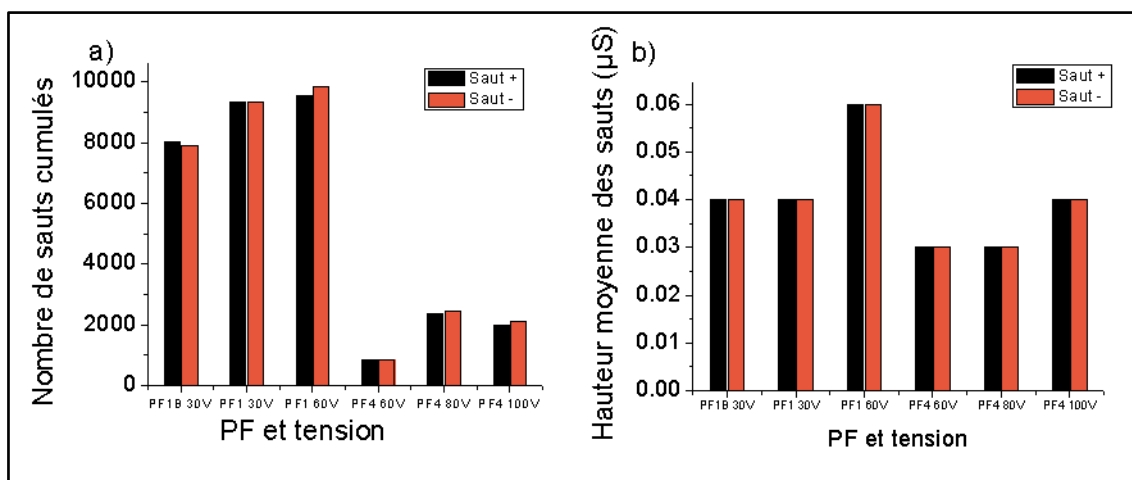 a)
Nombre de sauts cumulés
10000
8000
6000
4000
2000
0
Saut +
Saut -
PF1B 30V PF1 30V PF1 60V PF4 60V PF4 80V PF4 100V
PF et tension
b)
Hauteur moyenne des sauts (µS)
0.06
0.05
0.04
0.03
0.02
0.01
0.00
Saut +
Saut -
PF1B 30V PF1 30V PF1 60V PF4 60V PF4 80V PF4 100V
PF et tension